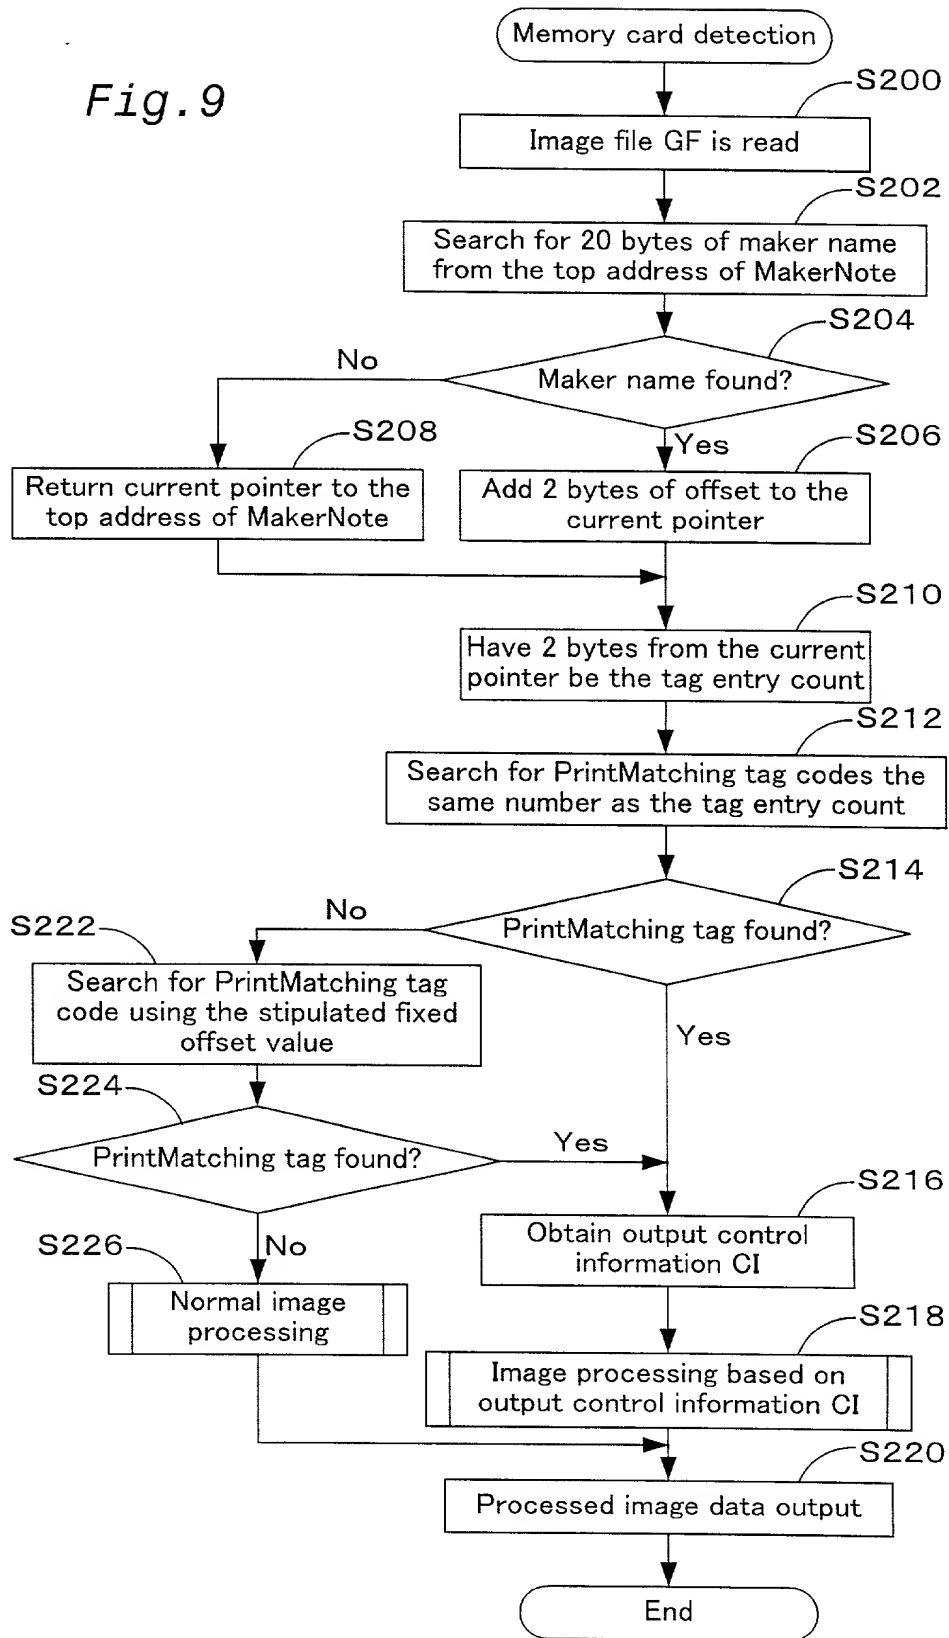 Fig.9
Memory card detection
S200
Image file GF is read
S202
Search for 20 bytes of maker name
from the top address of MakerNote
S204
Maker name found?
No
Yes
S208
Return current pointer to the
top address of MakerNote
S206
Add 2 bytes of offset to the
current pointer
S210
Have 2 bytes from the current
pointer be the tag entry count
S212
Search for PrintMatching tag codes the
same number as the tag entry count
S214
PrintMatching tag found?
No
Yes
S222
Search for PrintMatching tag
code using the stipulated fixed
offset value
S224
PrintMatching tag found?
Yes
No
S216
Obtain output control
information CI
S226
Normal image
processing
S218
Image processing based on
output control information CI
S220
Processed image data output
End